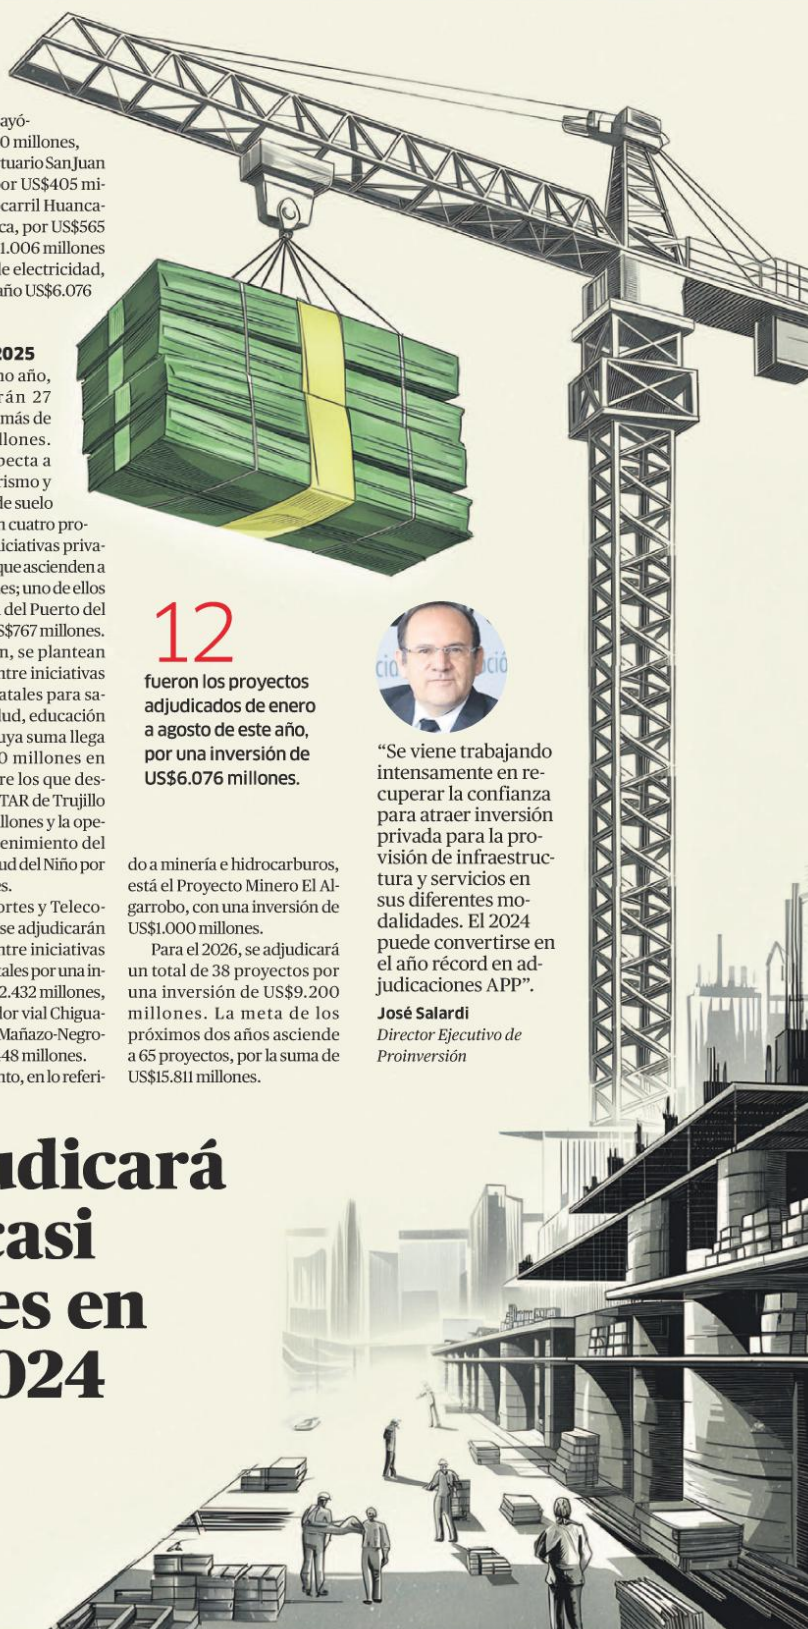 ayó-
0 millones,
tuario San Juan
or US$405 mi-
carril Huanca-
ca, por US$565
1.006 millones
le electricidad,
año US$6.076
2025
no año,
rán 27
más de
llones.
pecta a
rismo y
de suelo
n cuatro pro-
niciativas priva-
que ascienden a
es; uno de ellos
del Puerto del
S$767 millones.
n, se plantean
ntre iniciativas
atales para sa-
lud, educación
uya suma llega
0 millones en
re los que des-
TAR de Trujillo
llones y la ope-
enimiento del
ud del Niño por
es.
ortes y Teleco-
se adjudicarán
ntre iniciativas
tales por una in-
2.432 millones,
dor vial Chigua-
Mañazo-Negro-
448 millones.
nto, en lo referi-
12
fueron los proyectos
adjudicados de enero
a agosto de este año,
por una inversión de
US$6.076 millones.
do a minería e hidrocarburos,
está el Proyecto Minero El Al-
garrobo, con una inversión de
US$1.000 millones.
Para el 2026, se adjudicará
un total de 38 proyectos por
una inversión de US$9.200
millones. La meta de los
próximos dos años asciende
a 65 proyectos, por la suma de
US$15.811 millones.
cia
oció
“Se viene trabajando
intensamente en re-
cuperar la confianza
para atraer inversión
privada para la pro-
visión de infraestruc-
tura y servicios en
sus diferentes mo-
dalidades. El 2024
puede convertirse en
el año récord en ad-
judicaciones APP”.
José Salardi
Director Ejecutivo de
Proinversión
udicará
casi
es en
024